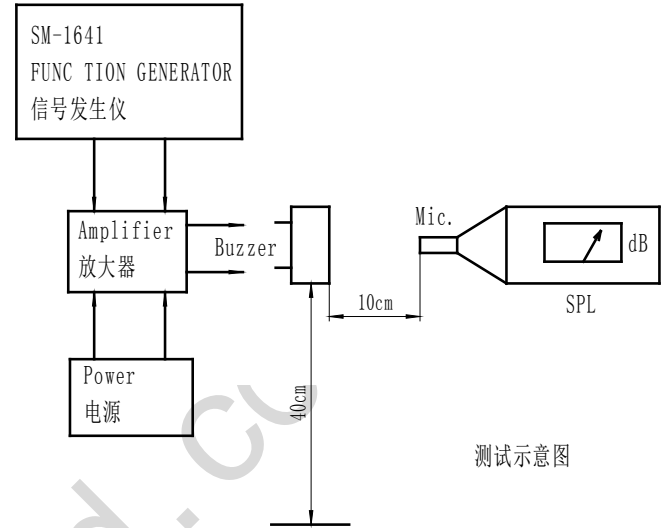 SM-1641
FUNC TION GENERATOR
信号发生仪
Amplifier
放大器
Buzzer
Mic.
dB
SPL
10cm
Power
电源
40cm
测试示意图
d.co